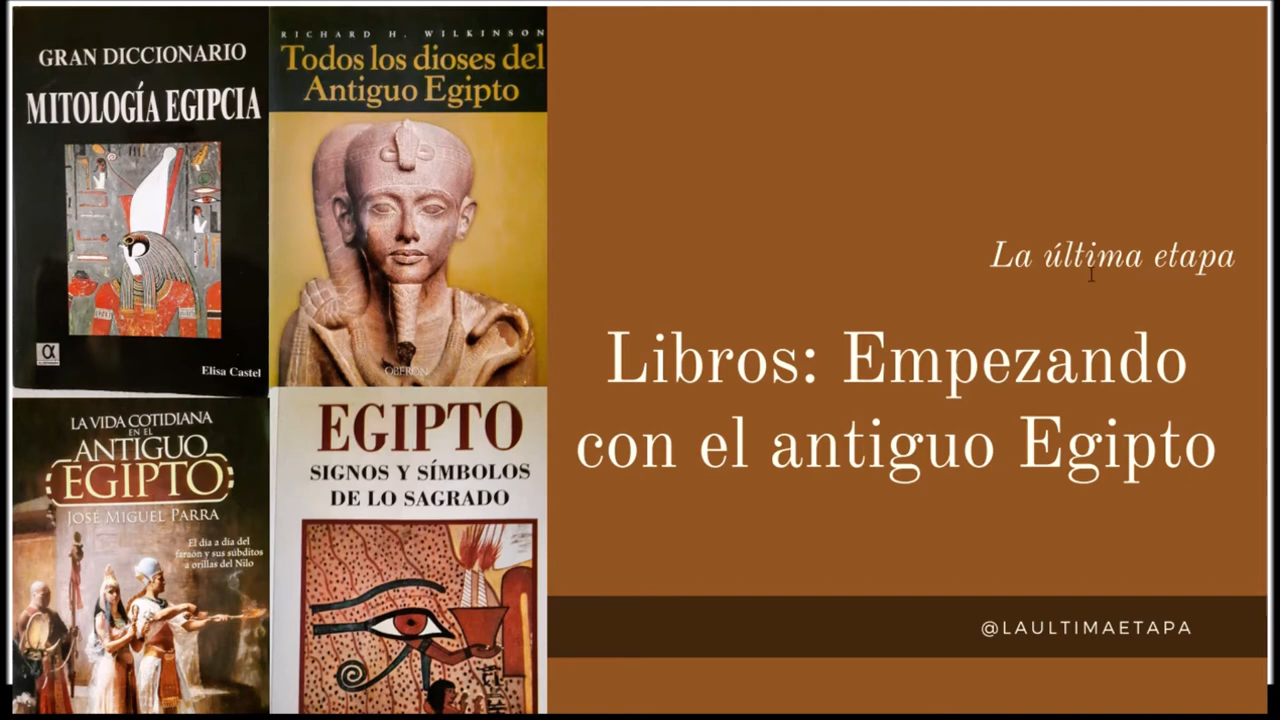 GRAN DICCIONARIO
MITOLOGÍA EGIPCIA
α
Elisa Castel
RICHARD H. WILKINSON
Todos los dioses del
Antiguo Egipto
OBERON
LA VIDA COTIDIANA
EN EL
ANTIGUO
EGIPTO
JOSÉ MIGUEL PARRA
El día a día del
faraón y sus súbditos
a orillas del Nilo
EGIPTO
SIGNOS Y SÍMBOLOS
DE LO SAGRADO
La última etapa
Libros: Empezando
con el antiguo Egipto
@LAULTIMAETAPA